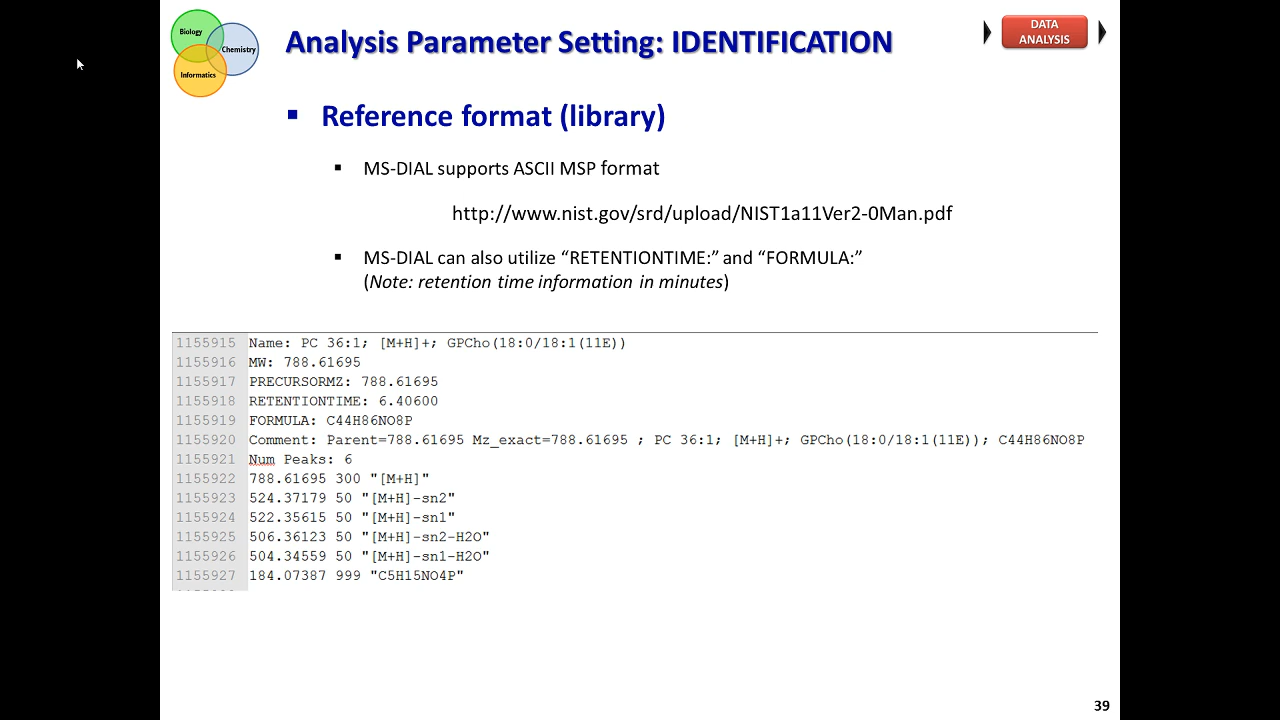 Biology
Chemistry
Informatics
Analysis Parameter Setting: IDENTIFICATION
DATA
ANALYSIS
Reference format (library)
MS-DIAL supports ASCII MSP format
http://www.nist.gov/srd/upload/NIST1a11Ver2-0Man.pdf
MS-DIAL can also utilize “RETENTIONTIME:” and “FORMULA:”
(Note: retention time information in minutes)
1155915 Name: PC 36:1; [M+H]+; GPCho(18:0/18:1(11E))
1155916 MW: 788.61695
1155917 PRECURSORMZ: 788.61695
1155918 RETENTIONTIME: 6.40600
1155919 FORMULA: C44H86NO8P
1155920 Comment: Parent=788.61695 Mz_exact=788.61695 ; PC 36:1; [M+H]+; GPCho(18:0/18:1(11E)); C44H86NO8P
1155921 Num Peaks: 6
1155922 788.61695 300 "[M+H]"
1155923 524.37179 50 "[M+H]-sn2"
1155924 522.35615 50 "[M+H]-sn1"
1155925 506.36123 50 "[M+H]-sn2-H2O"
1155926 504.34559 50 "[M+H]-sn1-H2O"
1155927 184.07387 999 "C5H15NO4P"
39